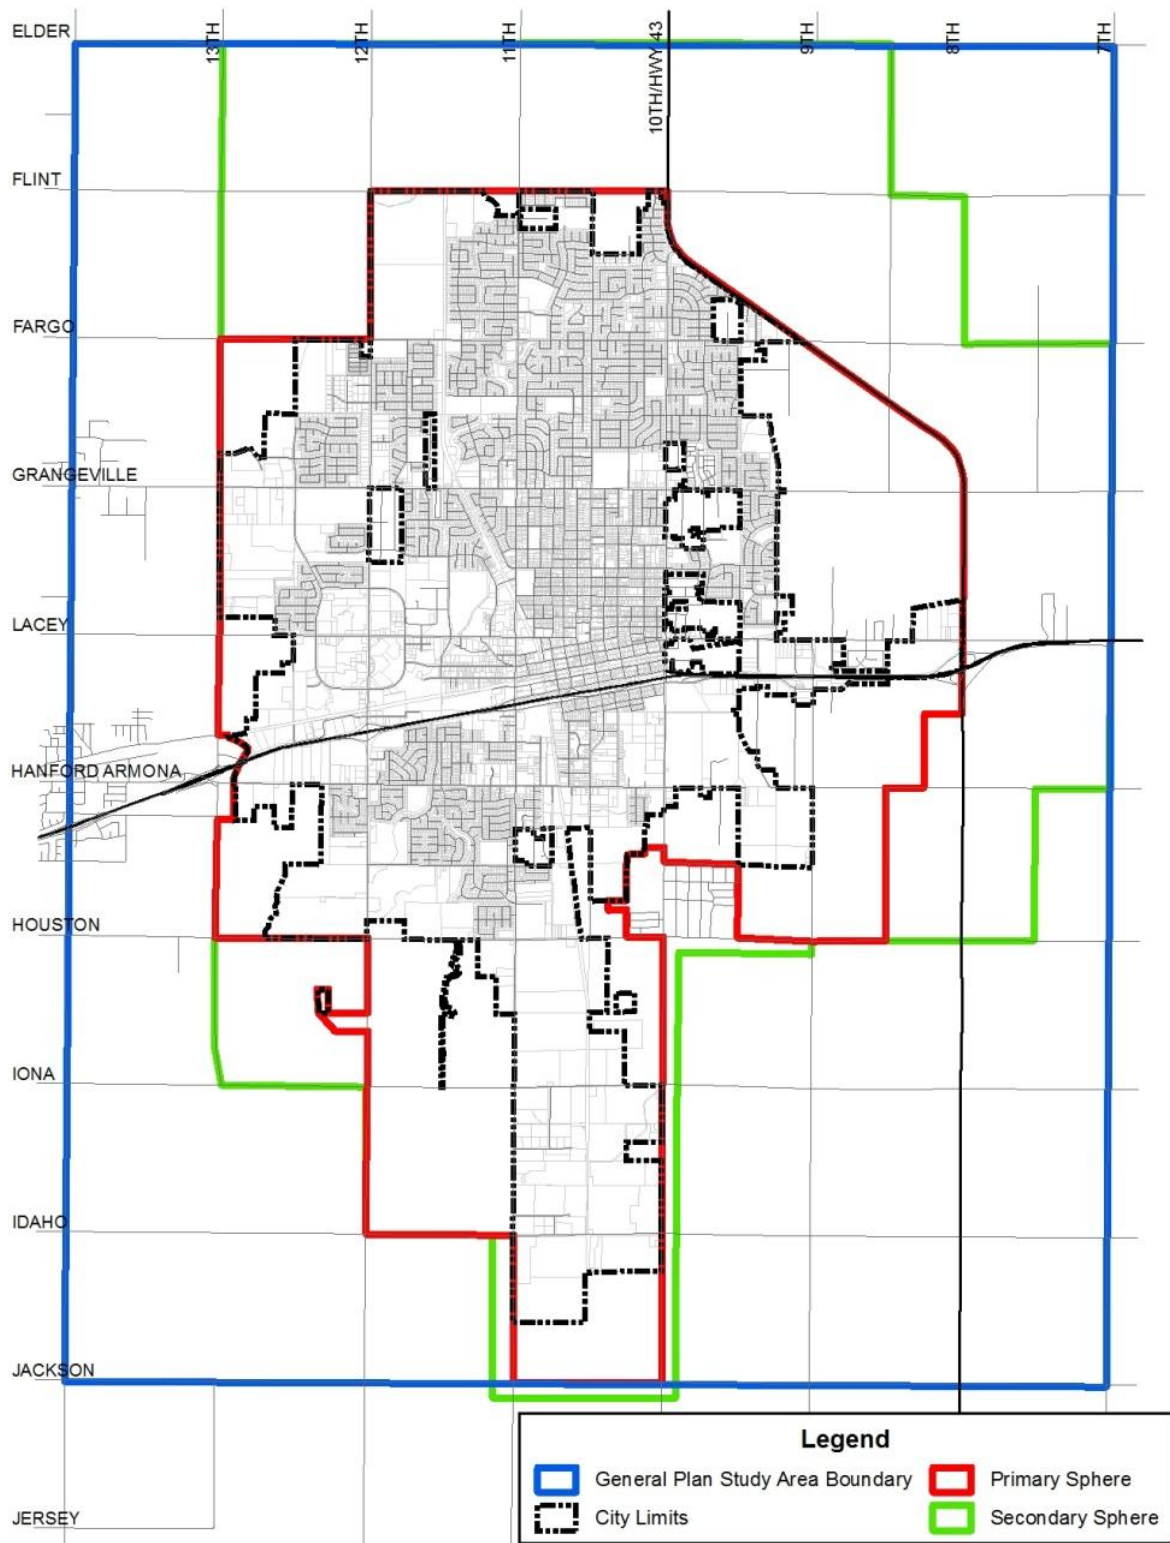 ELDER
13TH
12TH
11TH
10TH/HWY 43
9TH
8TH
7TH
FLINT
FARGO
GRANGEVILLE
LACEY
HANFORD ARMONA
HOUSTON
IONA
IDAHO
JACKSON
JERSEY
Legend
General Plan Study Area Boundary
Primary Sphere
City Limits
Secondary Sphere